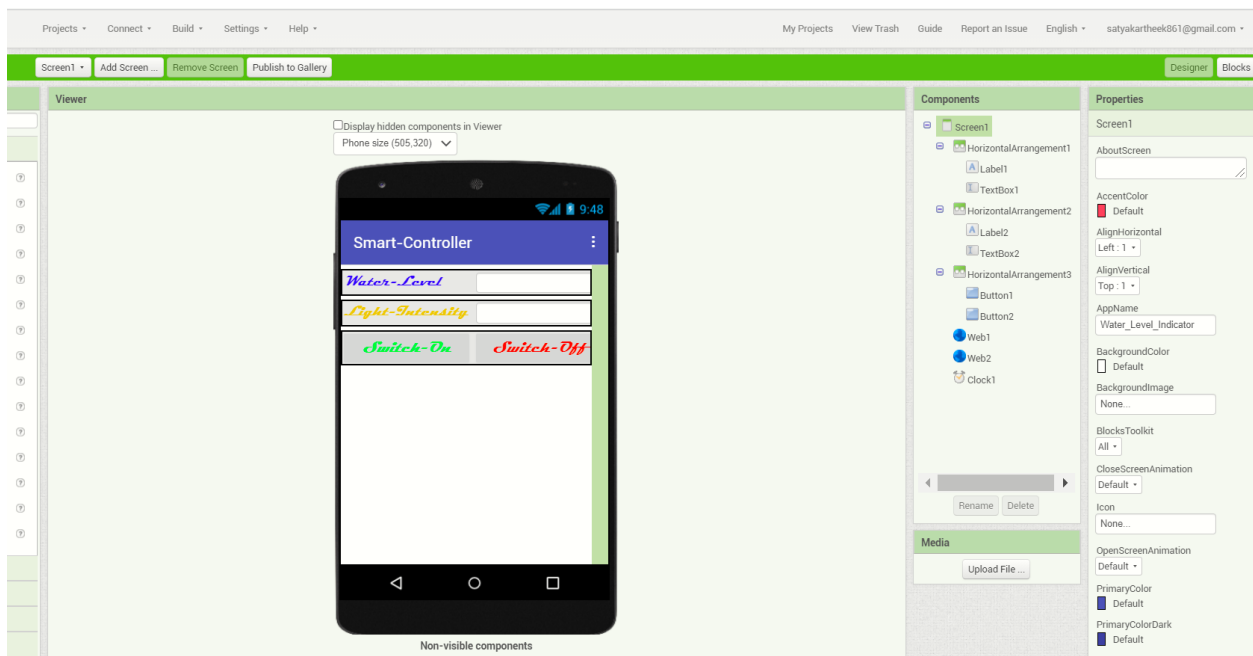 Projects Connect Build Settings Help My Projects View Trash Guide Report an Issue English satyakartheek861@gmail.com
Screen1 Add Screen ... Remove Screen Publish to Gallery Designer Blocks
Viewer
Display hidden components in Viewer
Phone size (505,320)
9:48
Smart-Controller
Water-Level
Light-Intensity
Switch-On Switch-Off
Non-visible components
Components
Screen1
HorizontalArrangement1
Label1
TextBox1
HorizontalArrangement2
Label2
TextBox2
HorizontalArrangement3
Button1
Button2
Web1
Web2
Clock1
Rename Delete
Media
Upload File ...
Properties
Screen1
AboutScreen
AccentColor
Default
AlignHorizontal
Left : 1
AlignVertical
Top : 1
AppName
Water_Level_Indicator
BackgroundColor
Default
BackgroundImage
None...
BlocksToolkit
All
CloseScreenAnimation
Default
Icon
None...
OpenScreenAnimation
Default
PrimaryColor
Default
PrimaryColorDark
Default